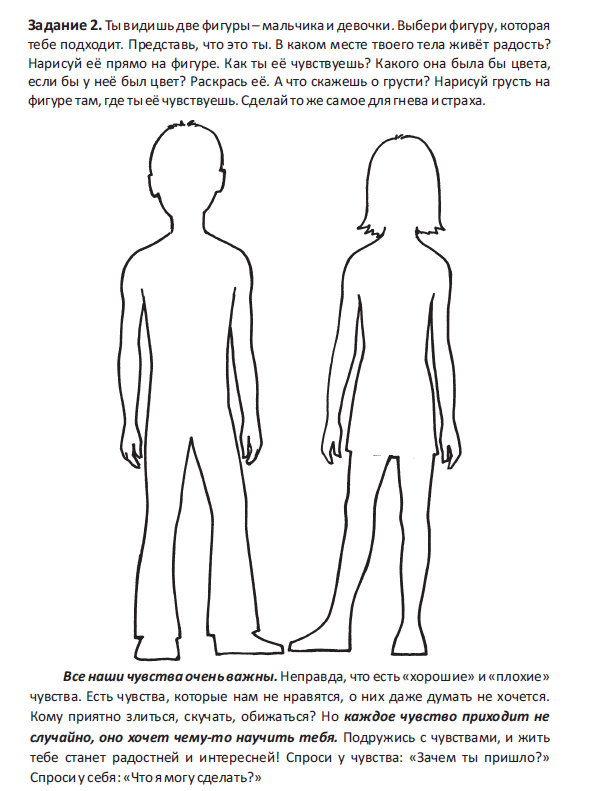 Задание 2. Ты видишь две фигуры – мальчика и девочки. Выбери фигуру, которая
тебе подходит. Представь, что это ты. В каком месте твоего тела живёт радость?
Нарисуй её прямо на фигуре. Как ты её чувствуешь? Какого она была бы цвета,
если бы у неё был цвет? Раскрась её. А что скажешь о грусти? Нарисуй грусть на
фигуре там, где ты её чувствуешь. Сделай то же самое для гнева и страха.
Все наши чувства очень важны. Неправда, что есть «хорошие» и «плохие»
чувства. Есть чувства, которые нам не нравятся, о них даже думать не хочется.
Кому приятно злиться, скучать, обижаться? Но каждое чувство приходит не
случайно, оно хочет чему-то научить тебя. Подружись с чувствами, и жить
тебе станет радостней и интересней! Спроси у чувства: «Зачем ты пришло?»
Спроси у себя: «Что я могу сделать?»